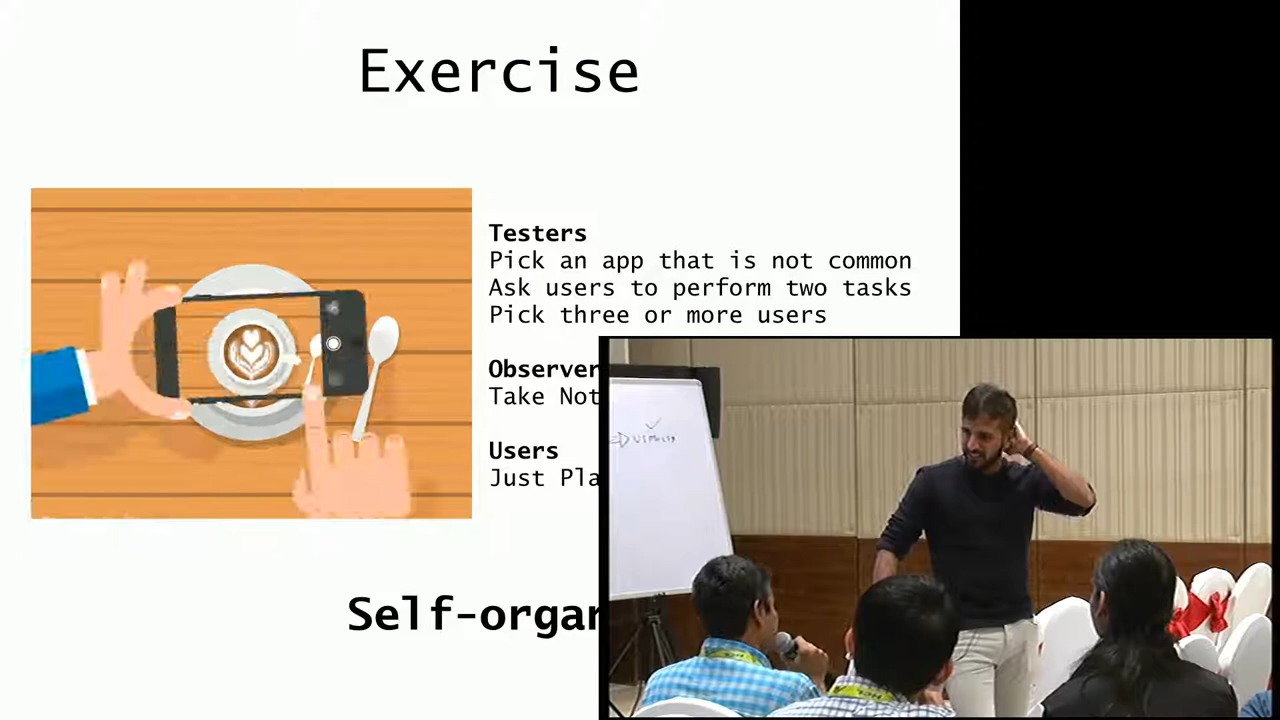 Exercise
Testers
Pick an app that is not common
Ask users to perform two tasks
Pick three or more users
Observer
Take Not
Users
Just Pla
Self-organ